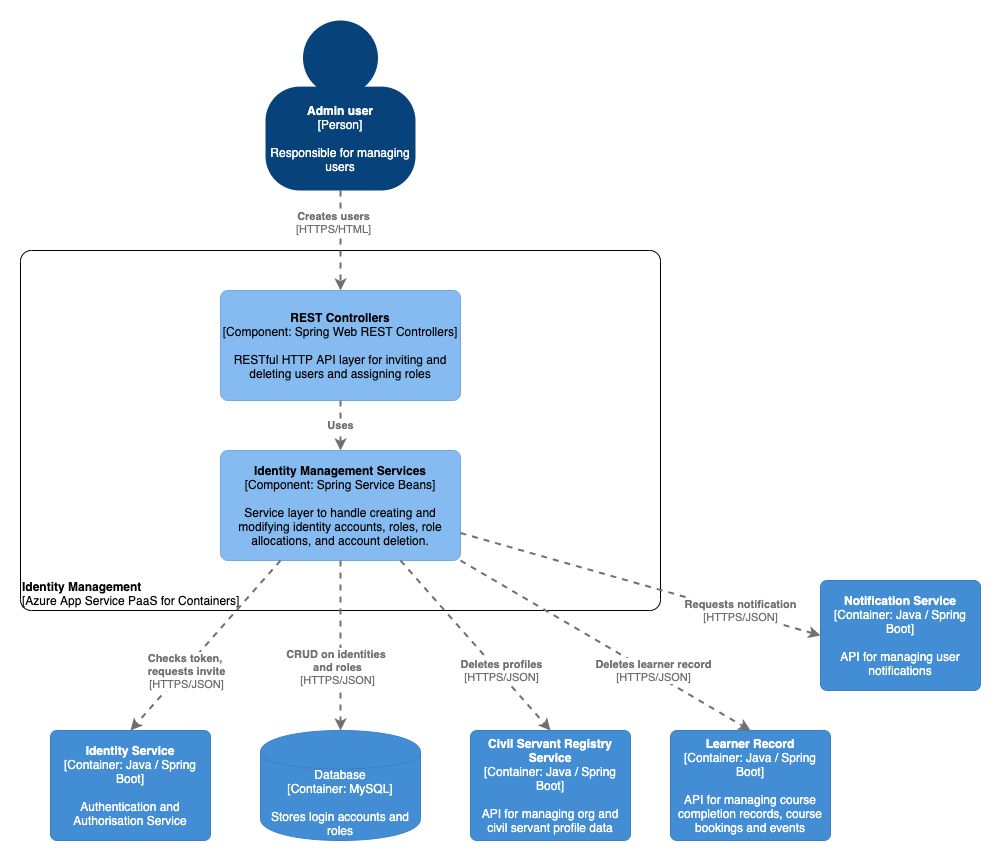 Admin user
[Person]
Responsible for managing
users
Creates users
[HTTPS/HTML]
REST Controllers
[Component: Spring Web REST Controllers]
RESTful HTTP API layer for inviting and
deleting users and assigning roles
Uses
Identity Management Services
[Component: Spring Service Beans]
Service layer to handle creating and
modifying identity accounts, roles, role
allocations, and account deletion.
Identity Management
[Azure App Service PaaS for Containers]
Requests notification
[HTTPS/JSON]
Notification Service
[Container: Java / Spring
Boot]
API for managing user
notifications
Checks token,
requests invite
[HTTPS/JSON]
CRUD on identities
and roles
[HTTPS/JSON]
Deletes profiles
[HTTPS/JSON]
Deletes learner record
[HTTPS/JSON]
Identity Service
[Container: Java / Spring
Boot]
Authentication and
Authorisation Service
Database
[Container: MySQL]
Stores login accounts and
roles
Civil Servant Registry
Service
[Container: Java / Spring
Boot]
API for managing org and
civil servant profile data
Learner Record
[Container: Java / Spring
Boot]
API for managing course
completion records, course
bookings and events